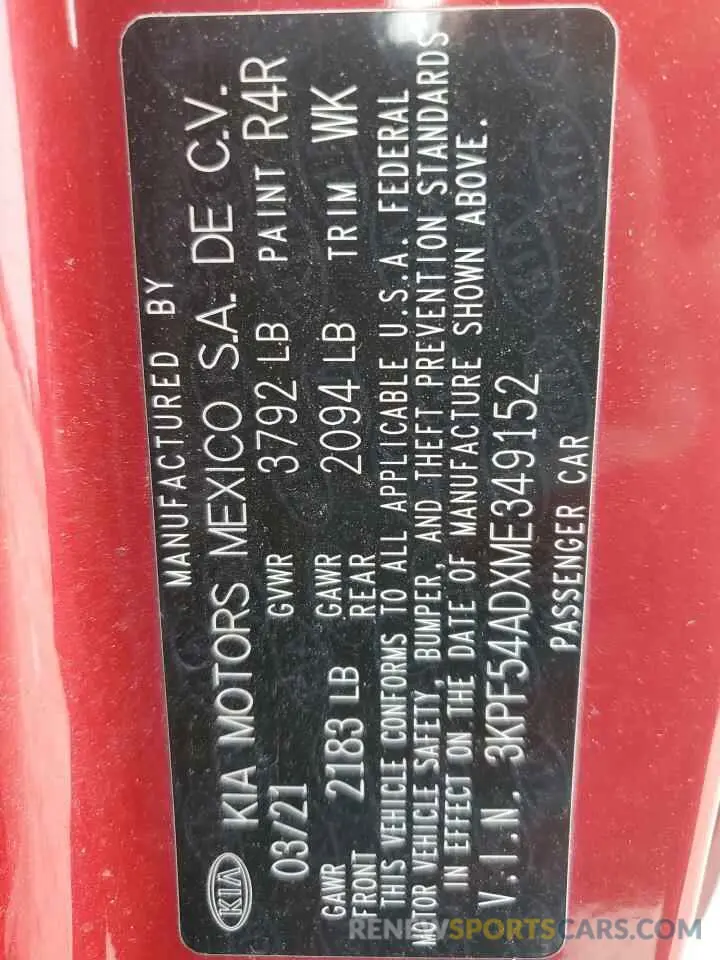 MANUFACTURED BY
KIA KIA MOTORS MEXICO S.A. DE C.V.
03/21 GVWR 3792 LB PAINT R4R
GAWR FRONT 2183 LB GAWR REAR 2094 LB TRIM WK
THIS VEHICLE CONFORMS TO ALL APPLICABLE U.S.A. FEDERAL
MOTOR VEHICLE SAFETY, BUMPER, AND THEFT PREVENTION STANDARDS
IN EFFECT ON THE DATE OF MANUFACTURE SHOWN ABOVE.
V.I.N. 3KPF54ADXME349152
PASSENGER CAR
RENEWSPORTSCARS.COM